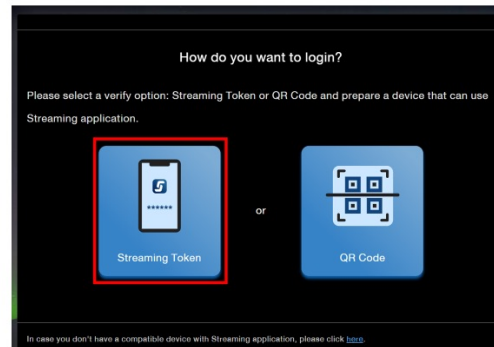 How do you want to login?
Please select a verify option: Streaming Token or QR Code and prepare a device that can use
Streaming application.
******
Streaming Token
or
QR Code
In case you don't have a compatible device with Streaming application, please click here.